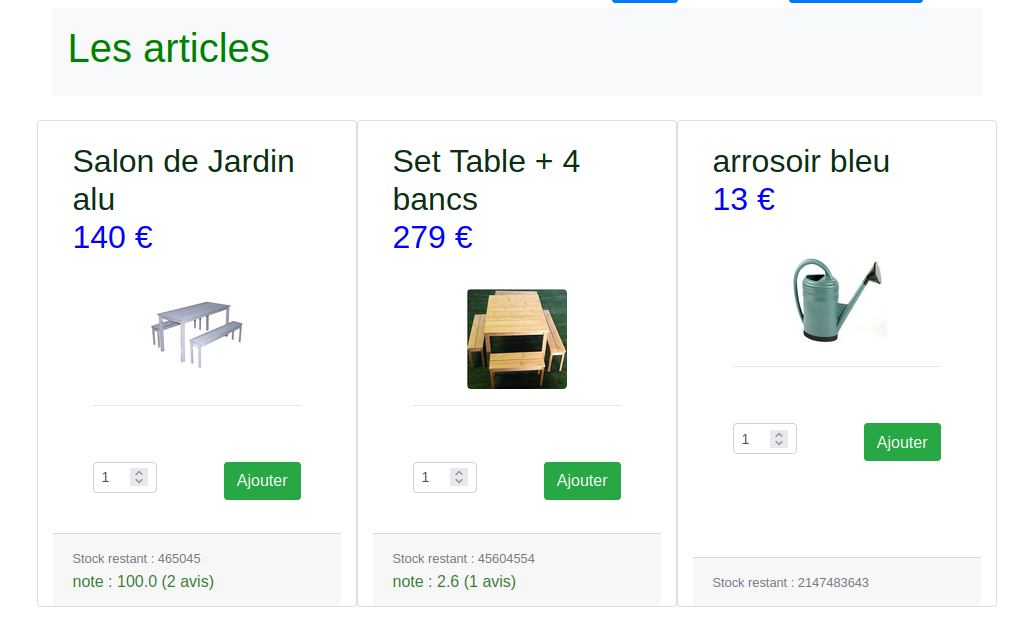 Les articles
Salon de Jardin
alu
140 €
1
Ajouter
Stock restant : 465045
note : 100.0 (2 avis)
Set Table + 4
bancs
279 €
1
Ajouter
Stock restant : 45604554
note : 2.6 (1 avis)
arrosoir bleu
13 €
1
Ajouter
Stock restant : 2147483643